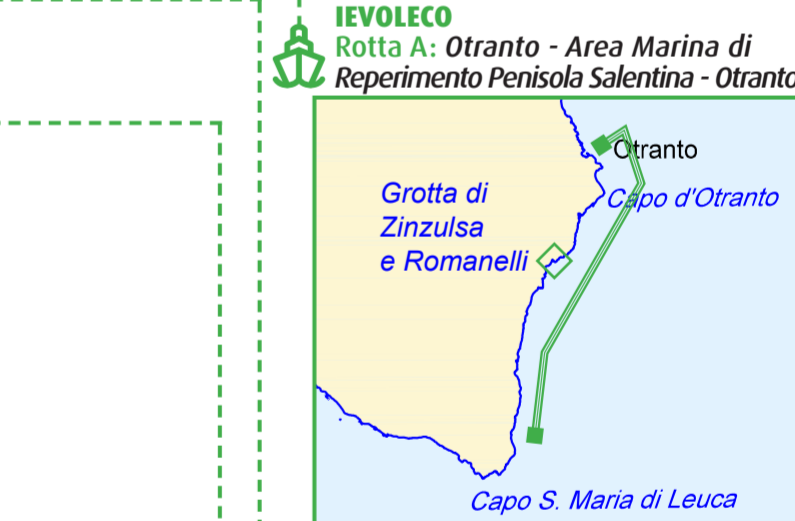 IEVOLECO
Rotta A: Otranto - Area Marina di
Reperimento Penisola Salentina - Otranto
Otranto
Grotta di
Zinzulsa
e Romanelli
Capo d'Otranto
Capo S. Maria di Leuca